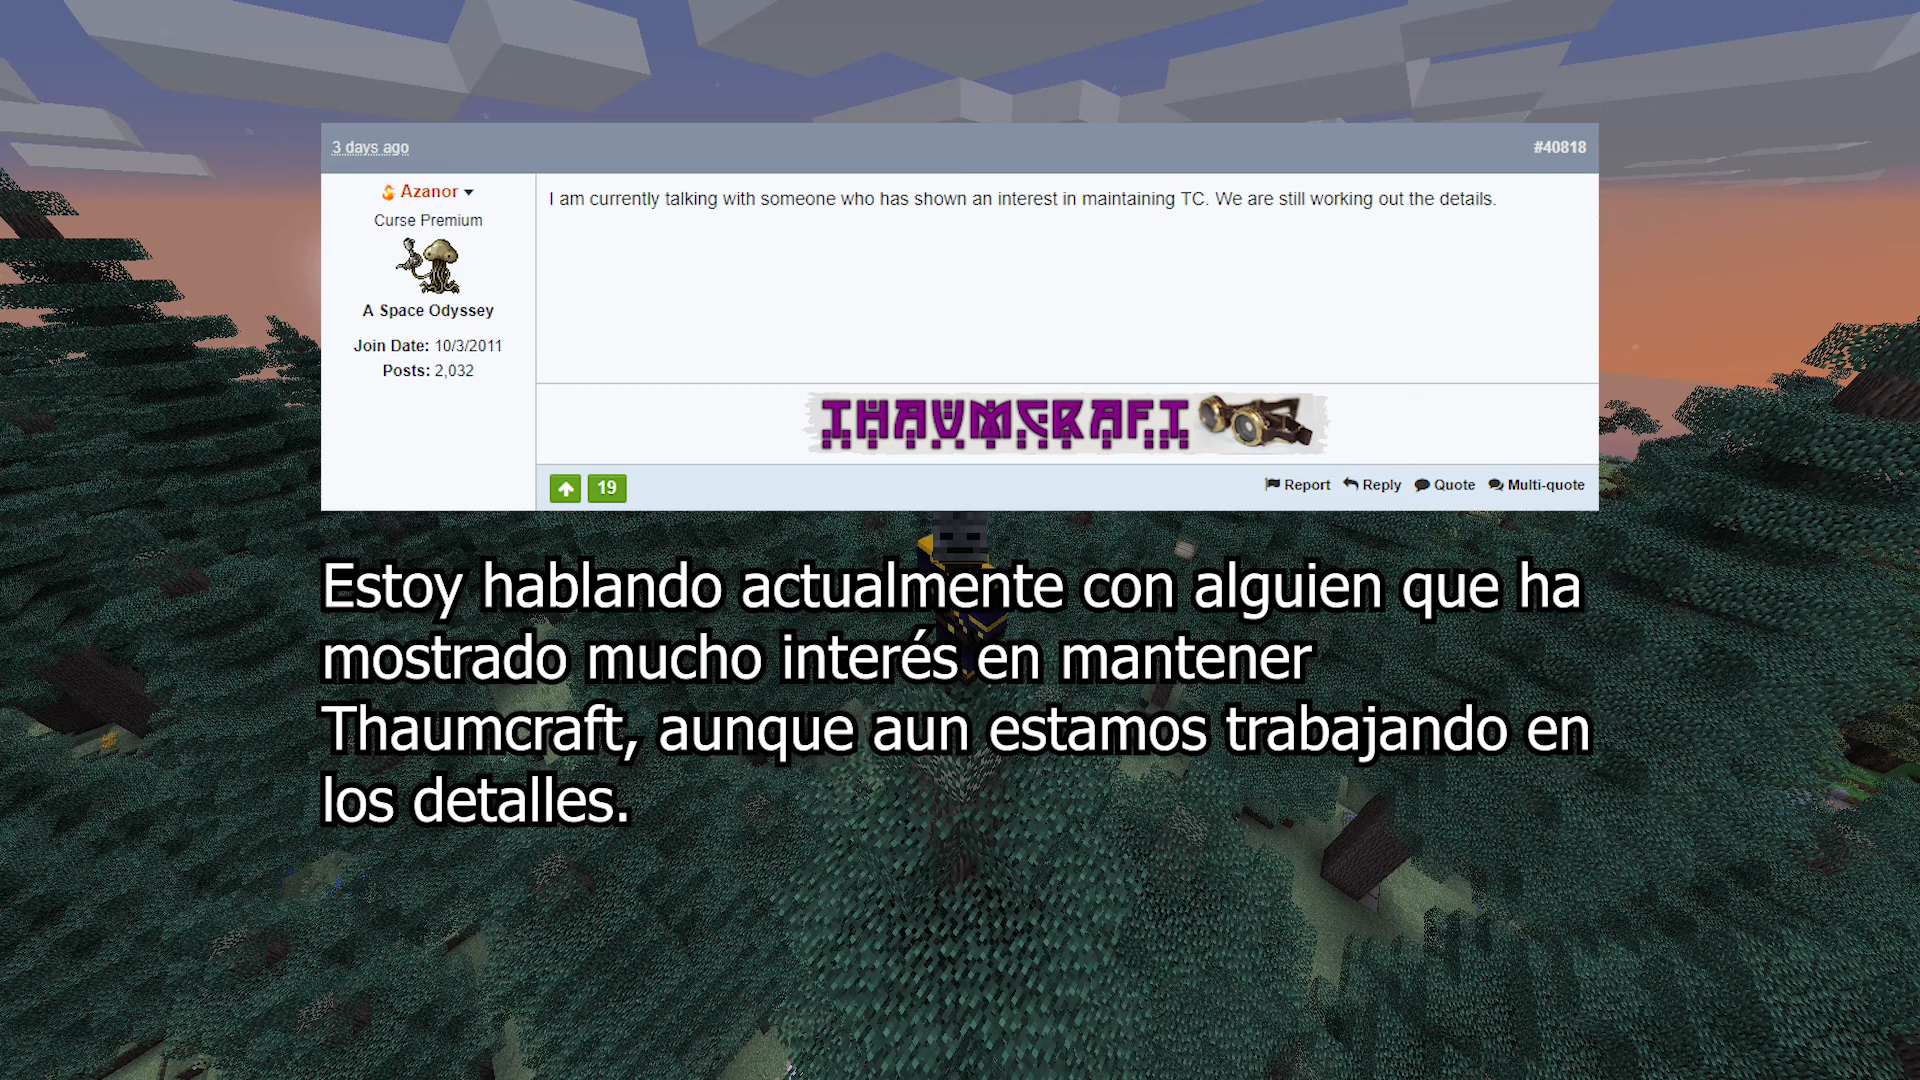 3 days ago
#40818
Azanor
Curse Premium
A Space Odyssey
Join Date: 10/3/2011
Posts: 2,032
I am currently talking with someone who has shown an interest in maintaining TC. We are still working out the details.
THAUMCRAFT
19
Report Reply Quote Multi-quote
Estoy hablando actualmente con alguien que ha
mostrado mucho interés en mantener
Thaumcraft, aunque aun estamos trabajando en
los detalles.